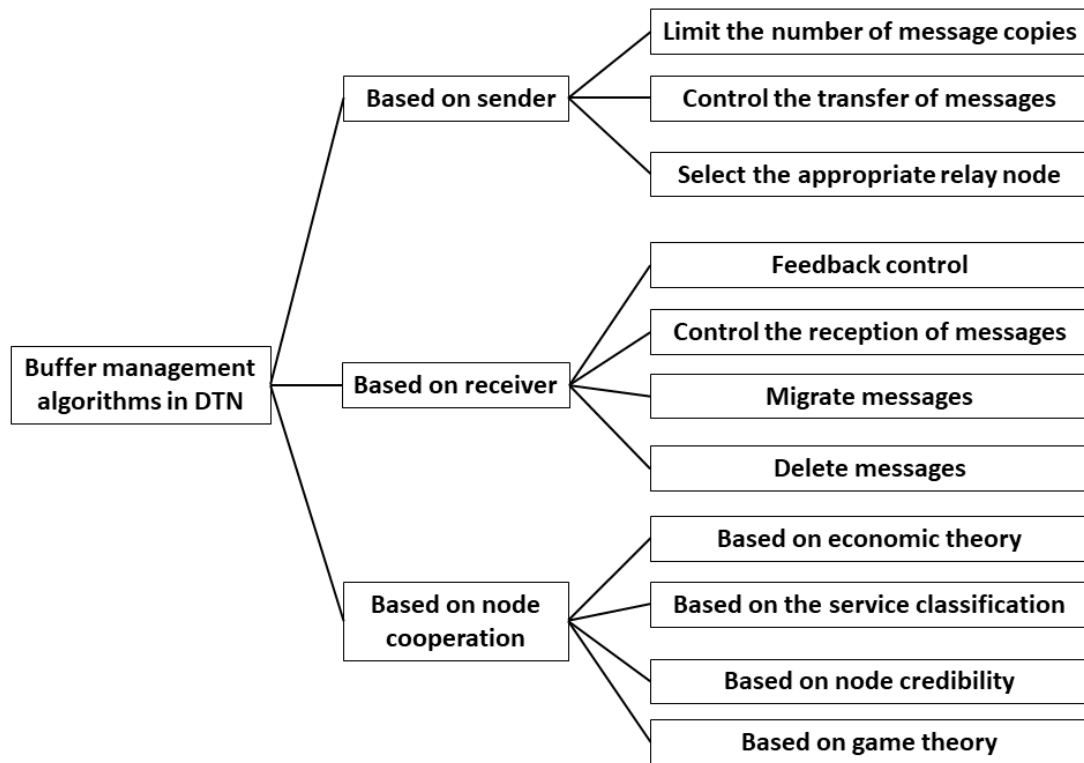 Limit the number of message copies
Based on sender
Control the transfer of messages
Select the appropriate relay node
Feedback control
Control the reception of messages
Buffer management
algorithms in DTN
Based on receiver
Migrate messages
Delete messages
Based on economic theory
Based on node
cooperation
Based on the service classification
Based on node credibility
Based on game theory